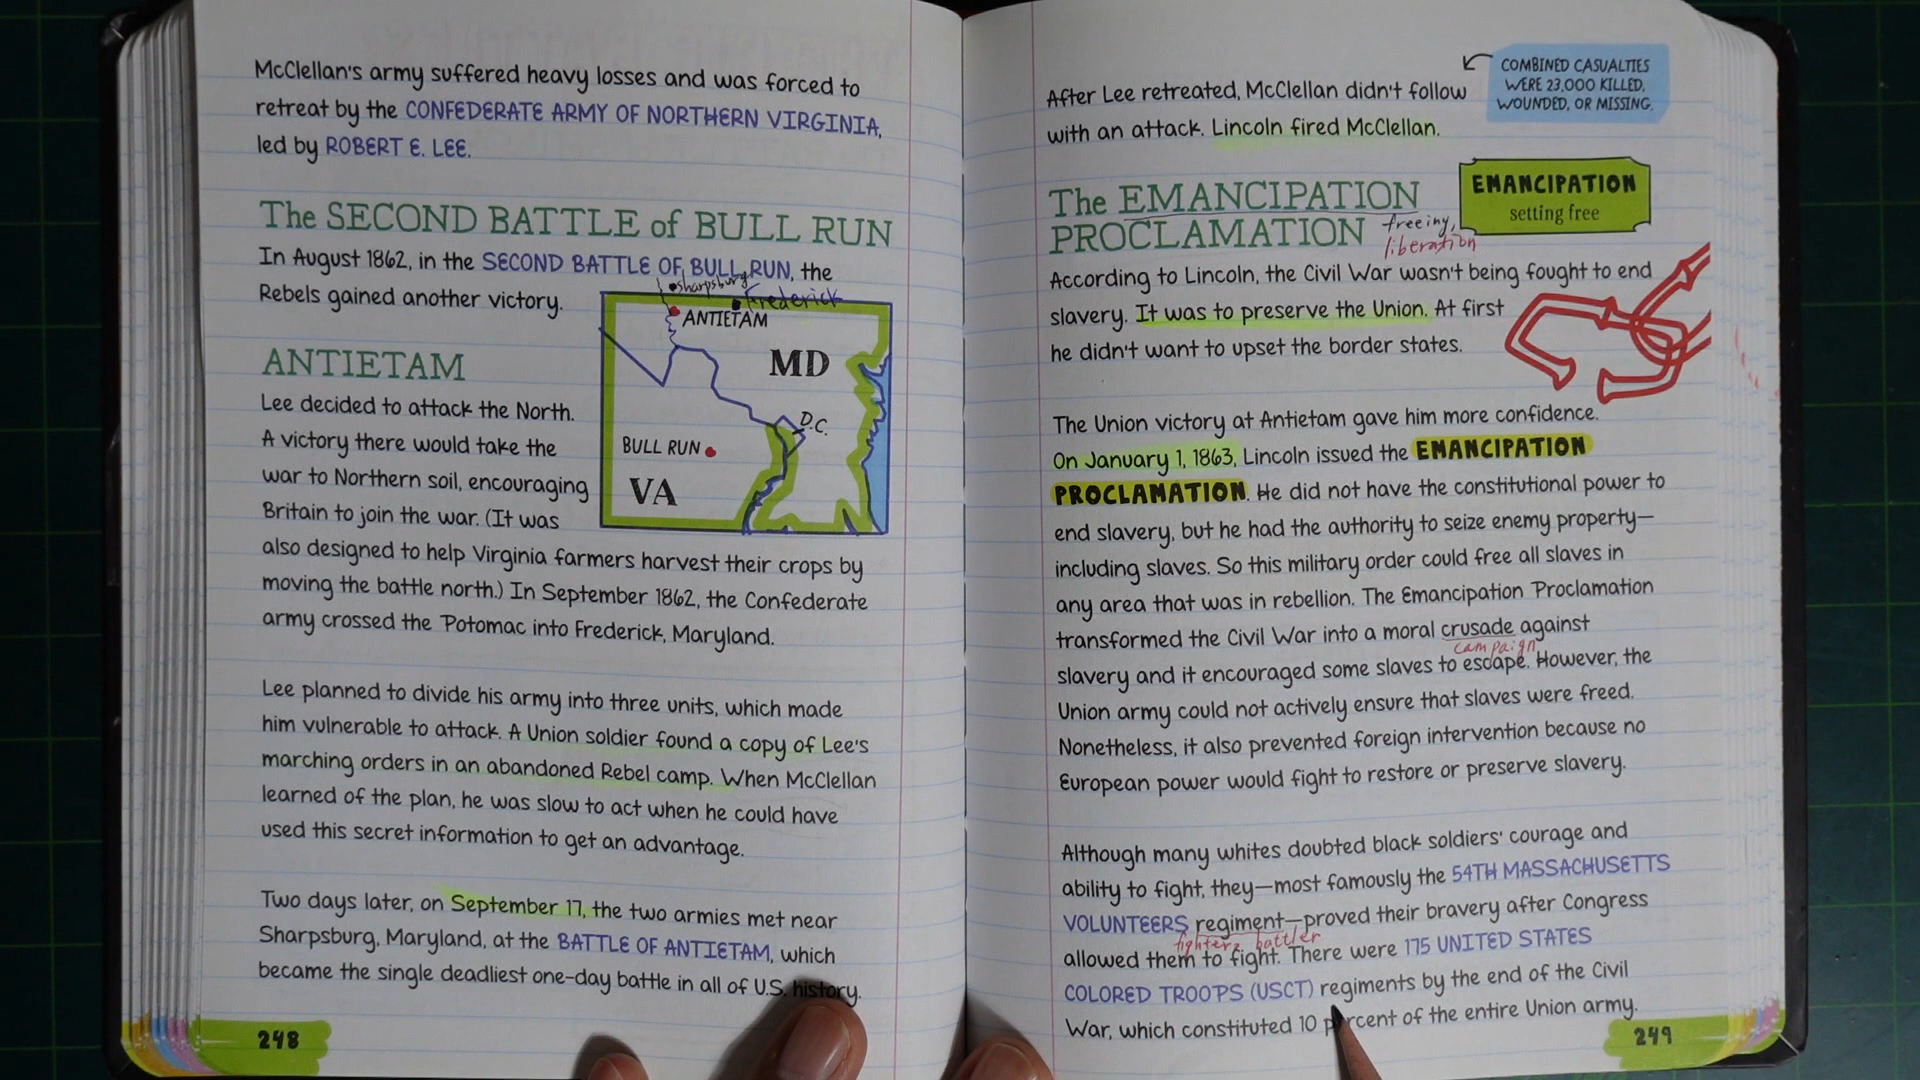 McClellan's army suffered heavy losses and was forced to
retreat by the CONFEDERATE ARMY OF NORTHERN VIRGINIA,
led by ROBERT E. LEE.
The SECOND BATTLE of BULL RUN
In August 1862, in the SECOND BATTLE OF BULL RUN, the
Rebels gained another victory.
sharpsburg
Frederick
ANTIETAM
MD
D.C.
BULL RUN
VA
ANTIETAM
Lee decided to attack the North.
A victory there would take the
war to Northern soil, encouraging
Britain to join the war. (It was
also designed to help Virginia farmers harvest their crops by
moving the battle north.) In September 1862, the Confederate
army crossed the Potomac into Frederick, Maryland.
Lee planned to divide his army into three units, which made
him vulnerable to attack. A Union soldier found a copy of Lee's
marching orders in an abandoned Rebel camp. When McClellan
learned of the plan, he was slow to act when he could have
used this secret information to get an advantage.
Two days later, on September 17, the two armies met near
Sharpsburg, Maryland, at the BATTLE OF ANTIETAM, which
became the single deadliest one-day battle in all of U.S. history.
248
After Lee retreated, McClellan didn't follow
with an attack. Lincoln fired McClellan.
COMBINED CASUALTIES
WERE 23,000 KILLED,
WOUNDED, OR MISSING.
The EMANCIPATION
PROCLAMATION
freeing,
liberation
EMANCIPATION
setting free
According to Lincoln, the Civil War wasn't being fought to end
slavery. It was to preserve the Union. At first
he didn't want to upset the border states.
The Union victory at Antietam gave him more confidence.
On January 1, 1863, Lincoln issued the EMANCIPATION
PROCLAMATION. He did not have the constitutional power to
end slavery, but he had the authority to seize enemy property—
including slaves. So this military order could free all slaves in
any area that was in rebellion. The Emancipation Proclamation
transformed the Civil War into a moral crusade against
campaign
slavery and it encouraged some slaves to escape. However, the
Union army could not actively ensure that slaves were freed.
Nonetheless, it also prevented foreign intervention because no
European power would fight to restore or preserve slavery.
Although many whites doubted black soldiers' courage and
ability to fight, they—most famously the 54TH MASSACHUSETTS
VOLUNTEERS regiment—proved their bravery after Congress
fighters battler
allowed them to fight. There were 175 UNITED STATES
COLORED TROOPS (USCT) regiments by the end of the Civil
War, which constituted 10 percent of the entire Union army.
249